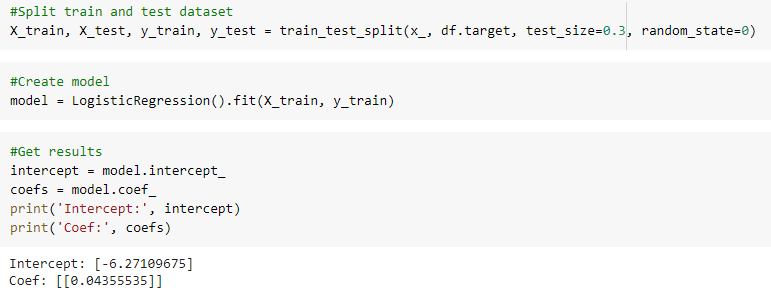 #Split train and test dataset
X_train, X_test, y_train, y_test = train_test_split(x_, df.target, test_size=0.3, random_state=0)
#Create model
model = LogisticRegression().fit(X_train, y_train)
#Get results
intercept = model.intercept_
coefs = model.coef_
print('Intercept:', intercept)
print('Coef:', coefs)
Intercept: [-6.27109675]
Coef: [[0.04355535]]